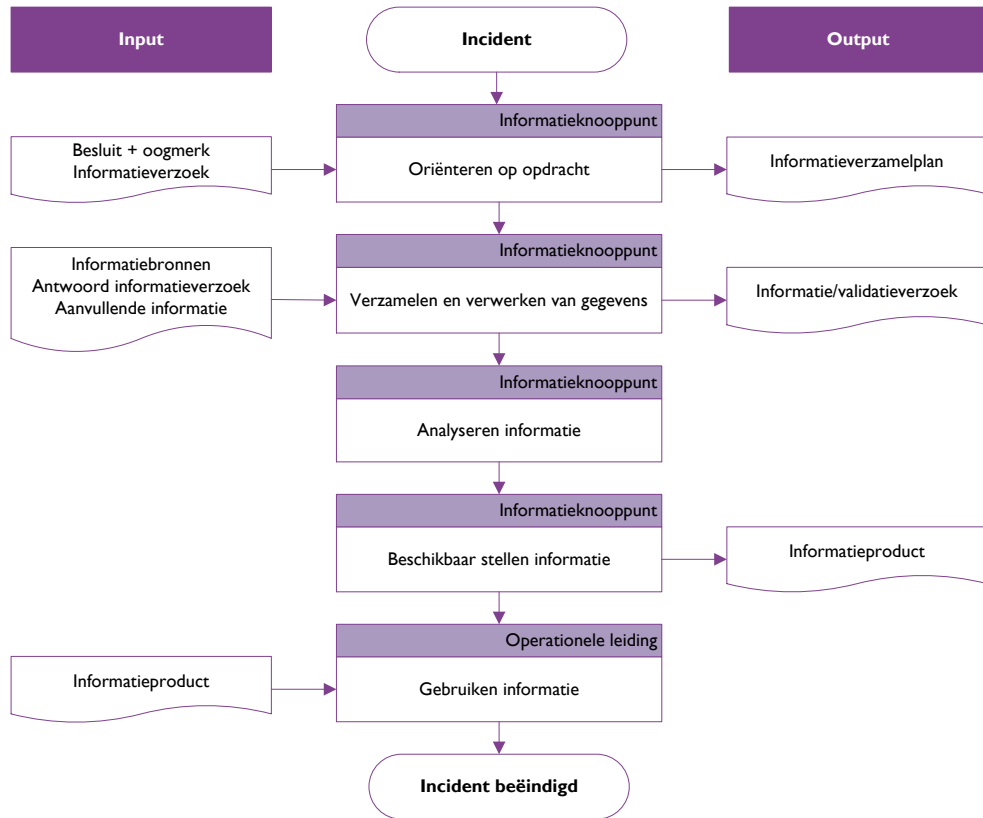 Input
Incident
Output
Informatieknooppunt
Besluit + oogmerk
Informatieverzoek
Oriënteren op opdracht
Informatieverzamelplan
Informatieknooppunt
Informatiebronnen
Antwoord informatieverzoek
Aanvullende informatie
Verzamelen en verwerken van gegevens
Informatie/validatieverzoek
Informatieknooppunt
Analyseren informatie
Informatieknooppunt
Beschikbaar stellen informatie
Informatieproduct
Operationele leiding
Informatieproduct
Gebruiken informatie
Incident beëindigd